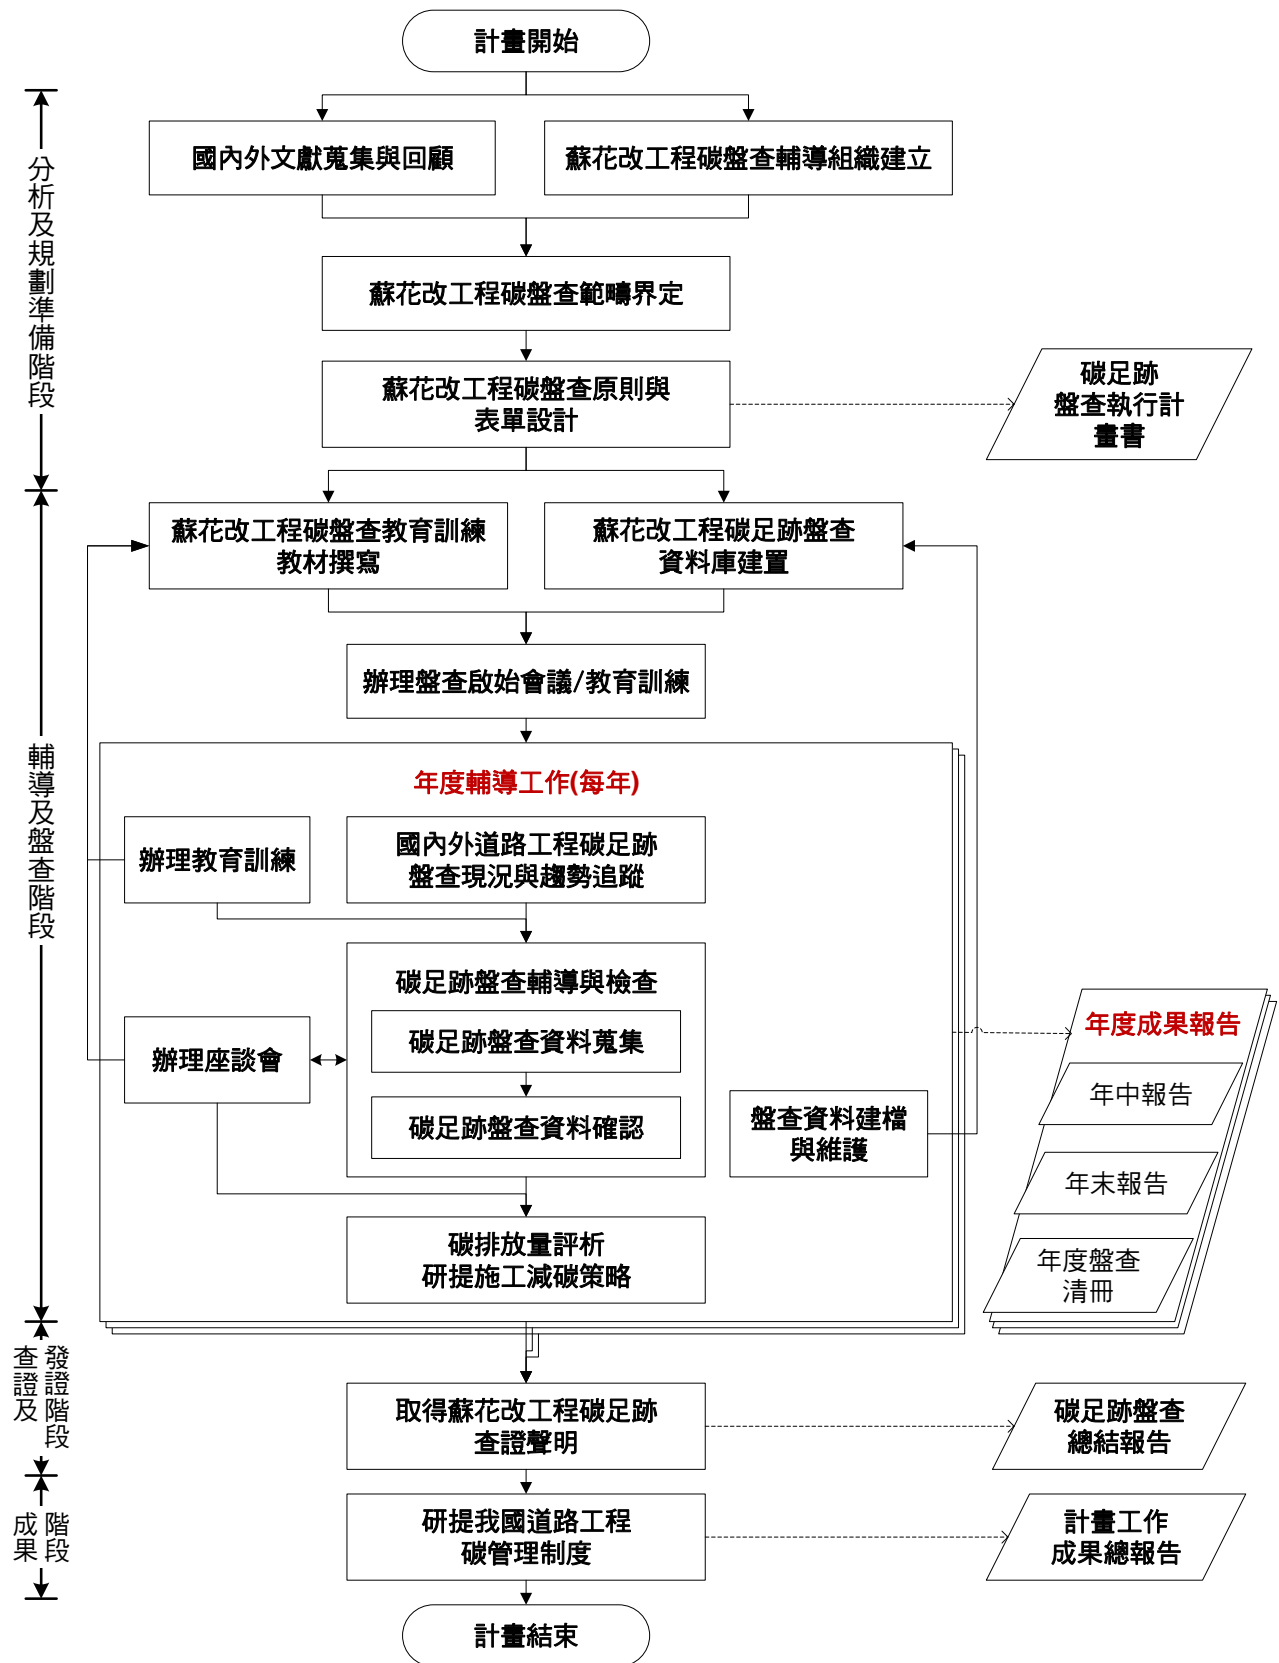 計畫開始
國內外文獻蒐集與回顧
蘇花改工程碳盤查輔導組織建立
分析及規劃準備階段
蘇花改工程碳盤查範疇界定
蘇花改工程碳盤查原則與
表單設計
碳足跡
盤查執行計
畫書
蘇花改工程碳盤查教育訓練
教材撰寫
蘇花改工程碳足跡盤查
資料庫建置
辦理盤查啟始會議/教育訓練
輔導及盤查階段
年度輔導工作(每年)
辦理教育訓練
國內外道路工程碳足跡
盤查現況與趨勢追蹤
碳足跡盤查輔導與檢查
碳足跡盤查資料蒐集
碳足跡盤查資料確認
辦理座談會
盤查資料建檔
與維護
碳排放量評析
研提施工減碳策略
年度成果報告
年中報告
年末報告
年度盤查
清冊
查證及
發證階段
取得蘇花改工程碳足跡
查證聲明
碳足跡盤查
總結報告
成果
階段
研提我國道路工程
碳管理制度
計畫工作
成果總報告
計畫結束